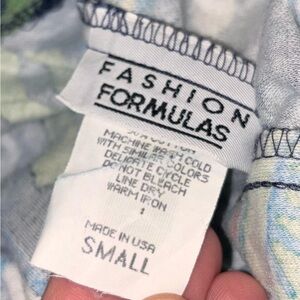 FASHION
FORMULAS
COTTON
MACHINE WASH COLD
WITH SIMILAR COLORS
DELICATE CYCLE
DO NOT BLEACH
LINE DRY
WARM IRON
MADE IN USA
SMALL